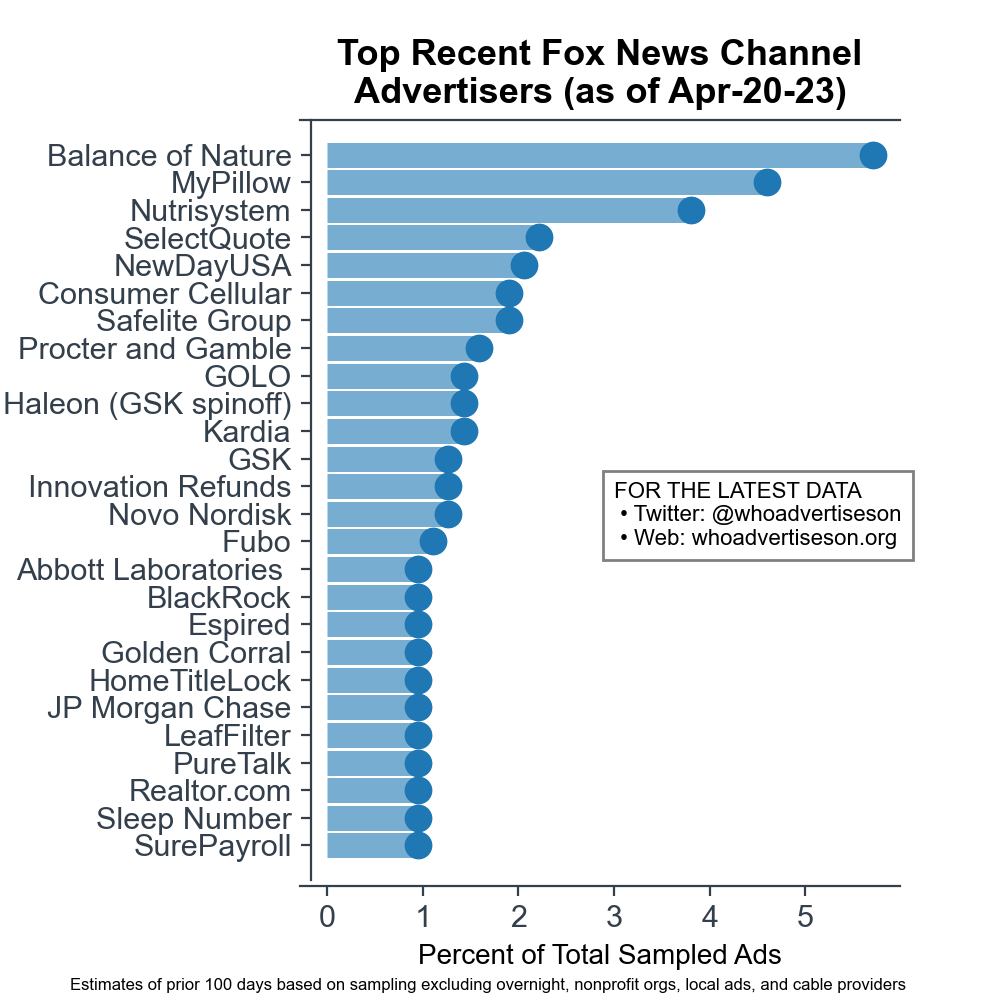 Top Recent Fox News Channel
Advertisers (as of Apr-20-23)
Balance of Nature
MyPillow
Nutrisystem
SelectQuote
NewDayUSA
Consumer Cellular
Safelite Group
Procter and Gamble
GOLO
Haleon (GSK spinoff)
Kardia
GSK
Innovation Refunds
Novo Nordisk
Fubo
Abbott Laboratories
BlackRock
Espired
Golden Corral
HomeTitleLock
JP Morgan Chase
LeafFilter
PureTalk
Realtor.com
Sleep Number
SurePayroll
FOR THE LATEST DATA
• Twitter: @whoadvertiseson
• Web: whoadvertiseson.org
0 1 2 3 4 5
Percent of Total Sampled Ads
Estimates of prior 100 days based on sampling excluding overnight, nonprofit orgs, local ads, and cable providers